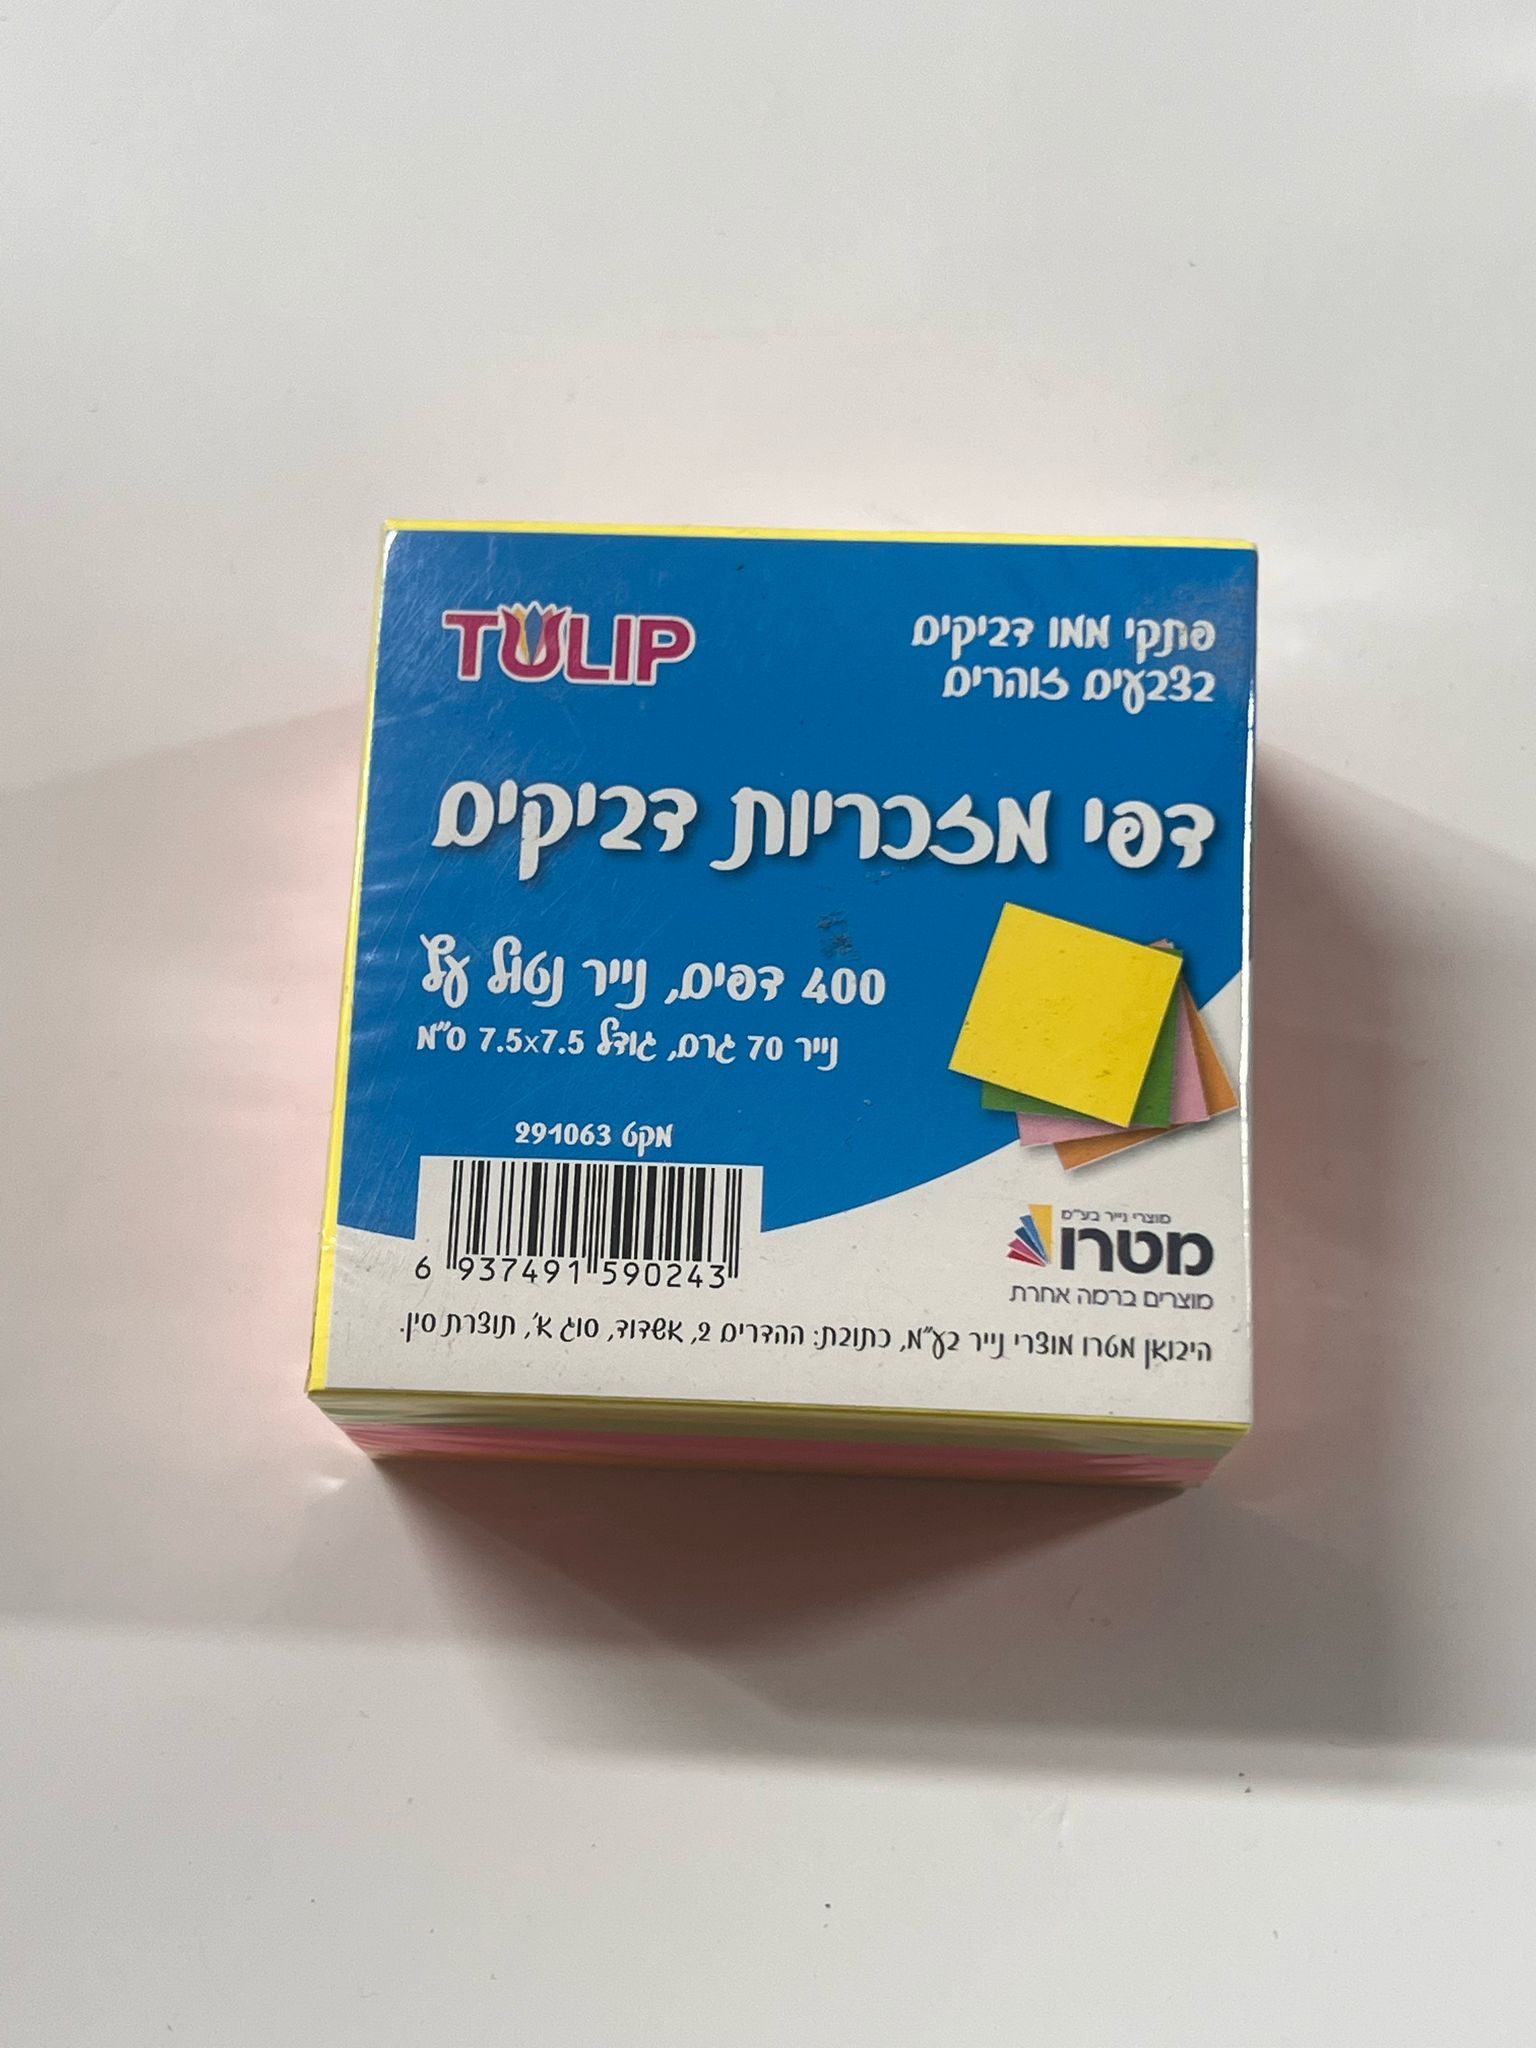 TULIP
פתקי ממו דביקים
בצבעים זוהרים
דפי מזכריות דביקים
400 דפים, נייר נטול עץ
נייר 70 גרם, גודל 7.5x7.5 ס"מ
מקט 291063
6 937491 590243
מוצרי נייר בע"מ
מטרו
מוצרים ברמה אחרת
היבואן מטרו מוצרי נייר בע"מ, כתובת: ההדרים 2, אשדוד, סוג א', תוצרת סין.